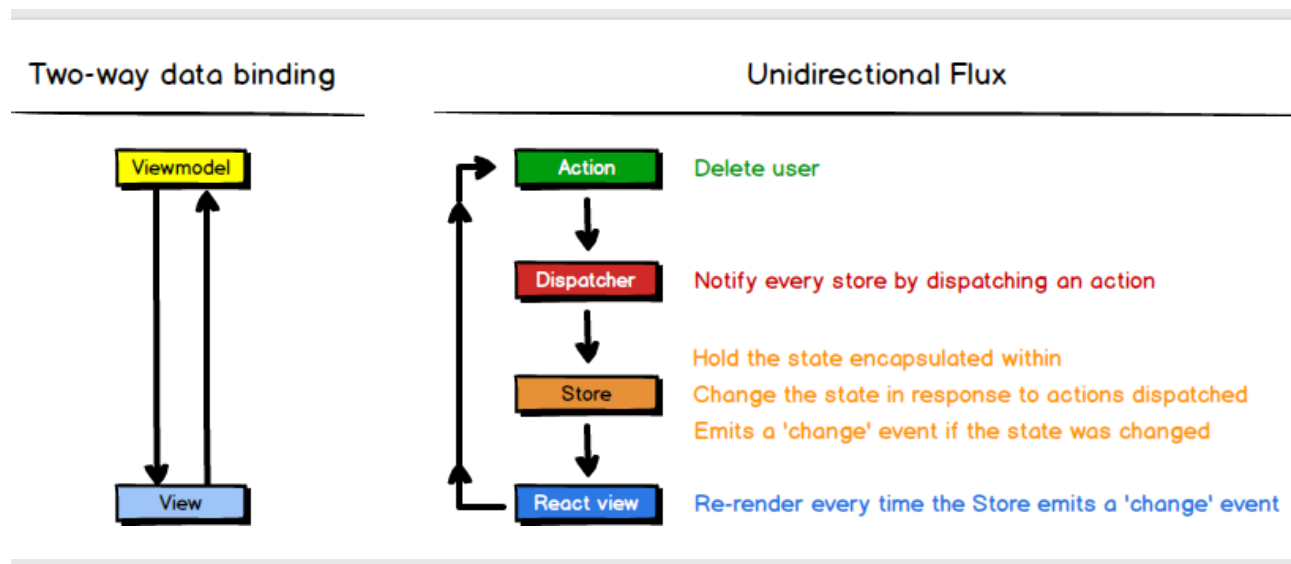 Two-way data binding
Unidirectional Flux
Viewmodel
View
Action
Delete user
Dispatcher
Notify every store by dispatching an action
Store
Hold the state encapsulated within
Change the state in response to actions dispatched
Emits a 'change' event if the state was changed
React view
Re-render every time the Store emits a 'change' event